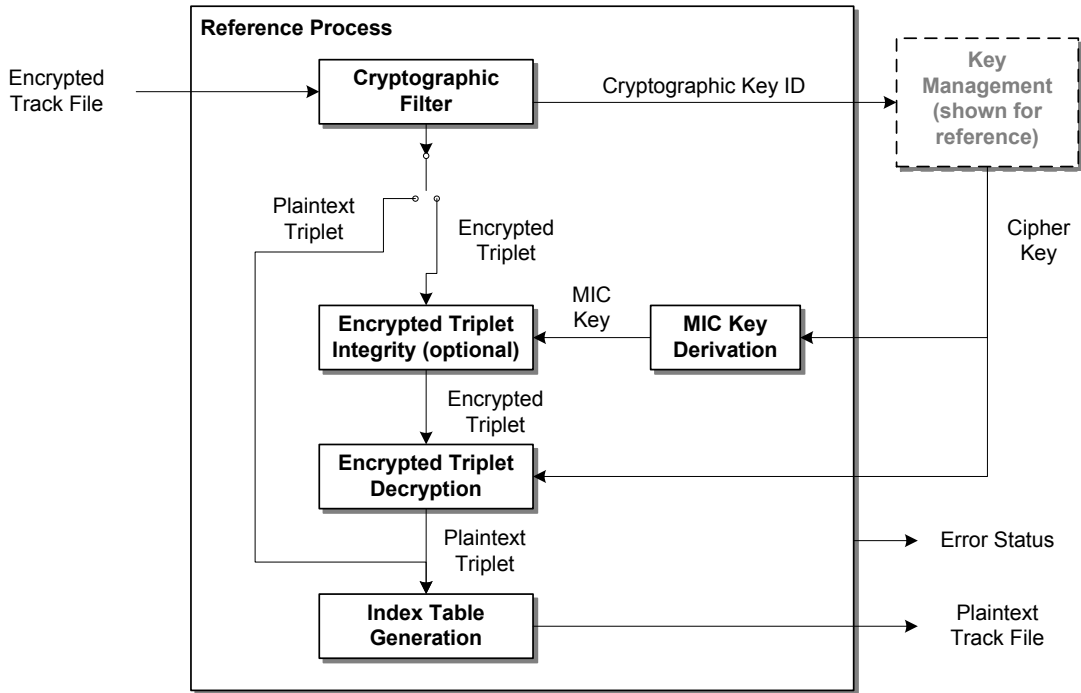 Reference Process
Encrypted
Track File
Cryptographic
Filter
Cryptographic Key ID
Key
Management
(shown for
reference)
Plaintext
Triplet
Encrypted
Triplet
Cipher
Key
Encrypted Triplet
Integrity (optional)
MIC
Key
MIC Key
Derivation
Encrypted
Triplet
Encrypted Triplet
Decryption
Plaintext
Triplet
Error Status
Index Table
Generation
Plaintext
Track File